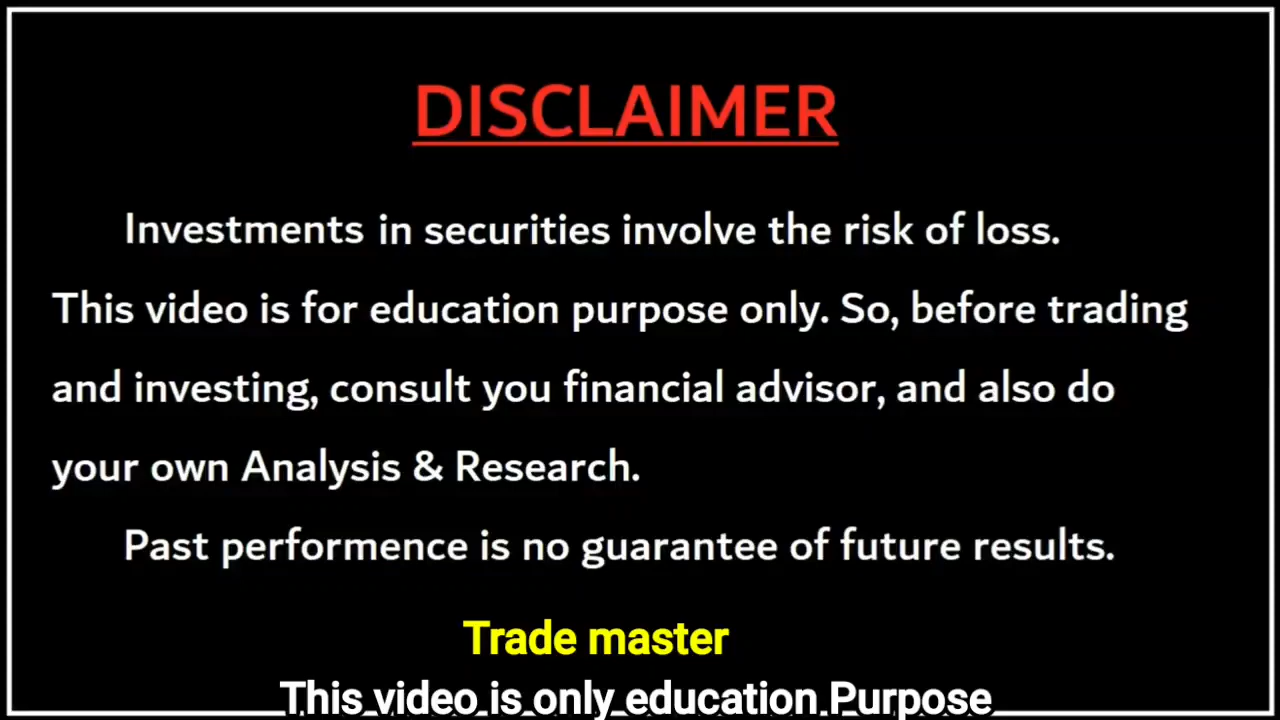 DISCLAIMER
Investments in securities involve the risk of loss.
This video is for education purpose only. So, before trading
and investing, consult you financial advisor, and also do
your own Analysis & Research.
Past performence is no guarantee of future results.
Trade master
This video is only education Purpose